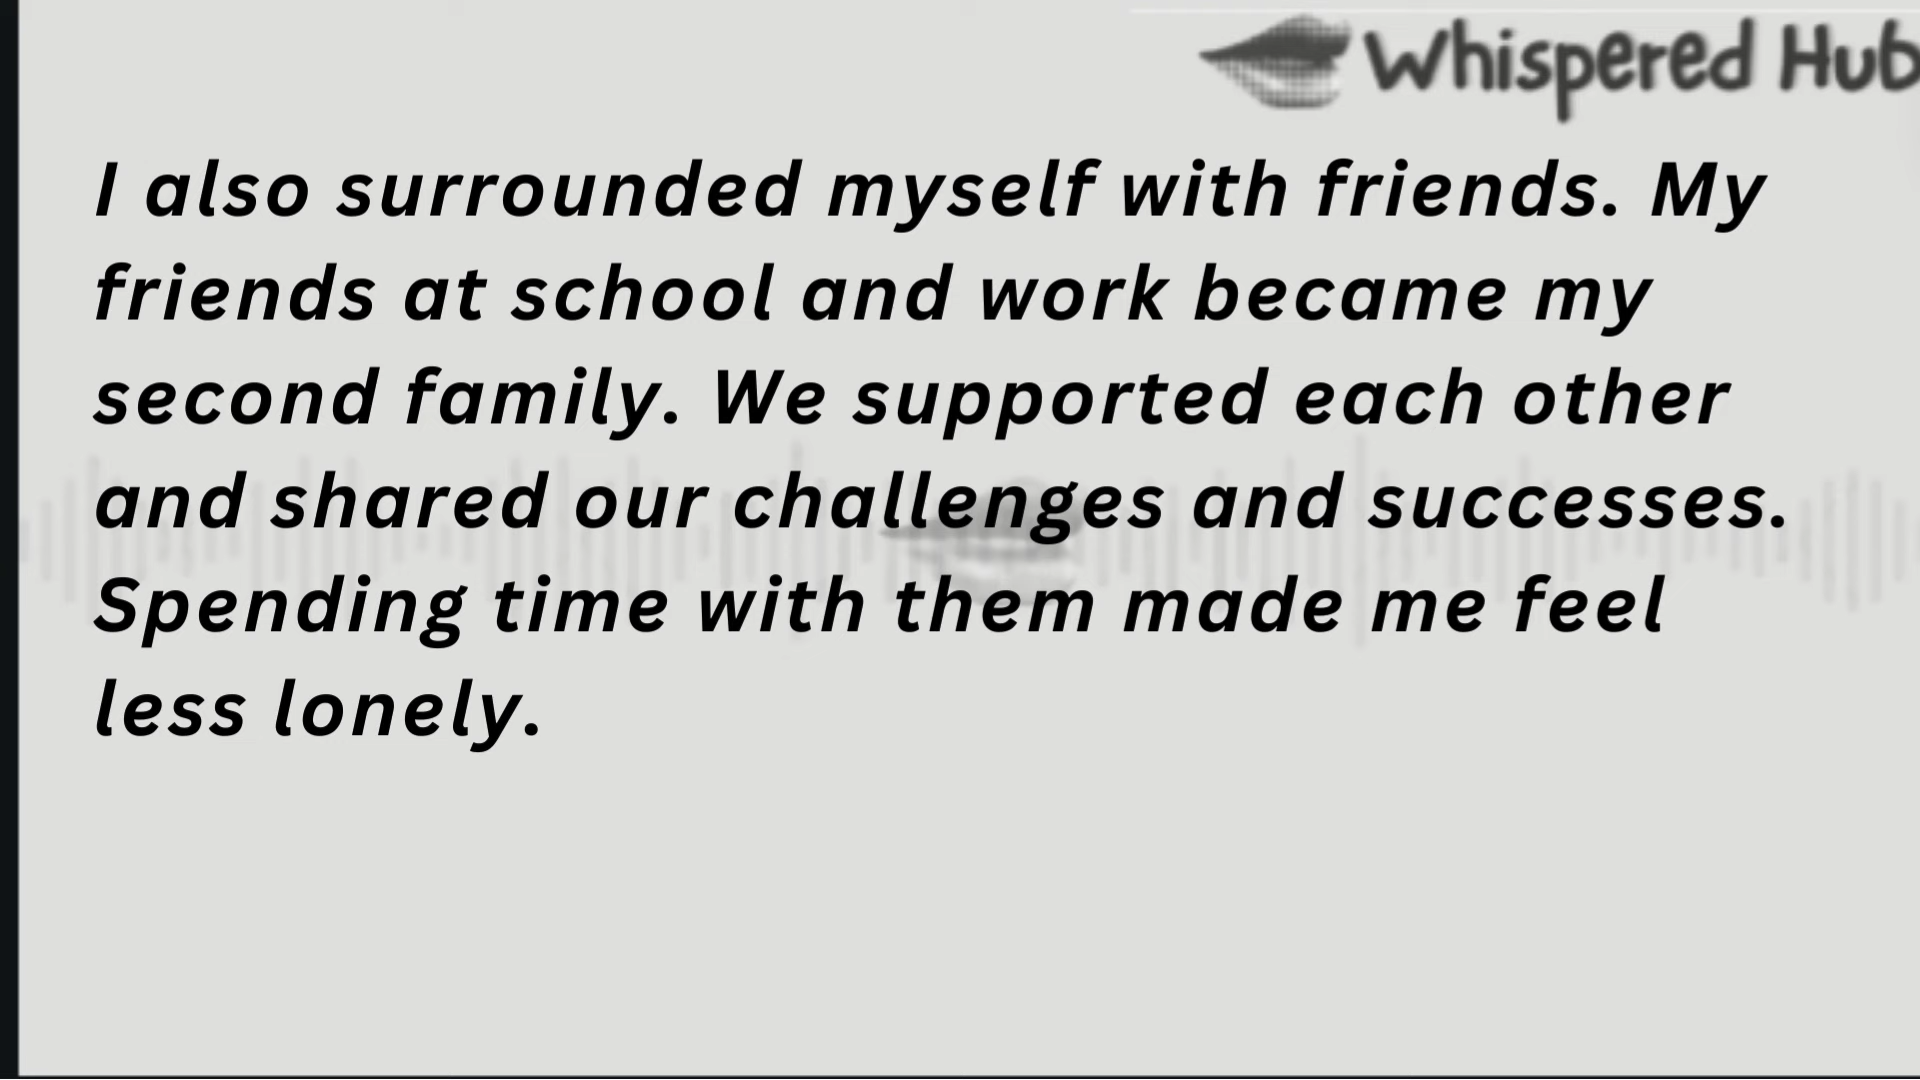 Whispered Hub
I also surrounded myself with friends. My
friends at school and work became my
second family. We supported each other
and shared our challenges and successes.
Spending time with them made me feel
less lonely.